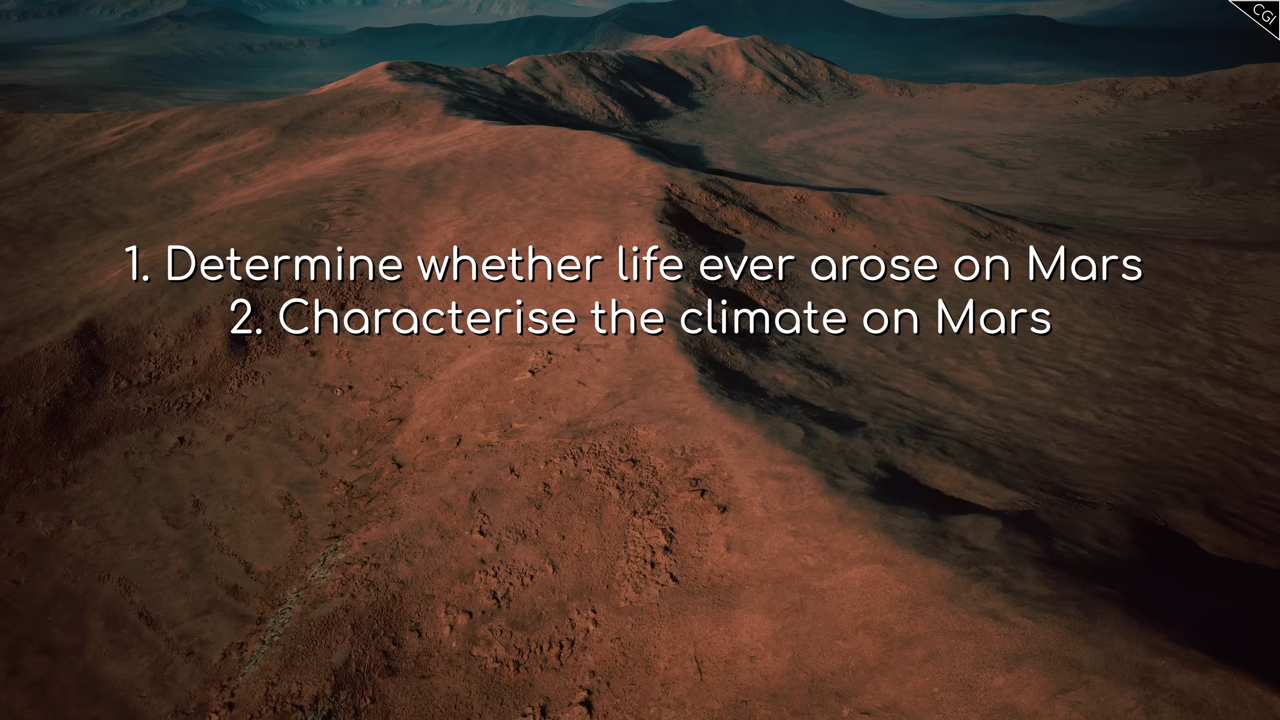 CGI
1. Determine whether life ever arose on Mars
2. Characterise the climate on Mars